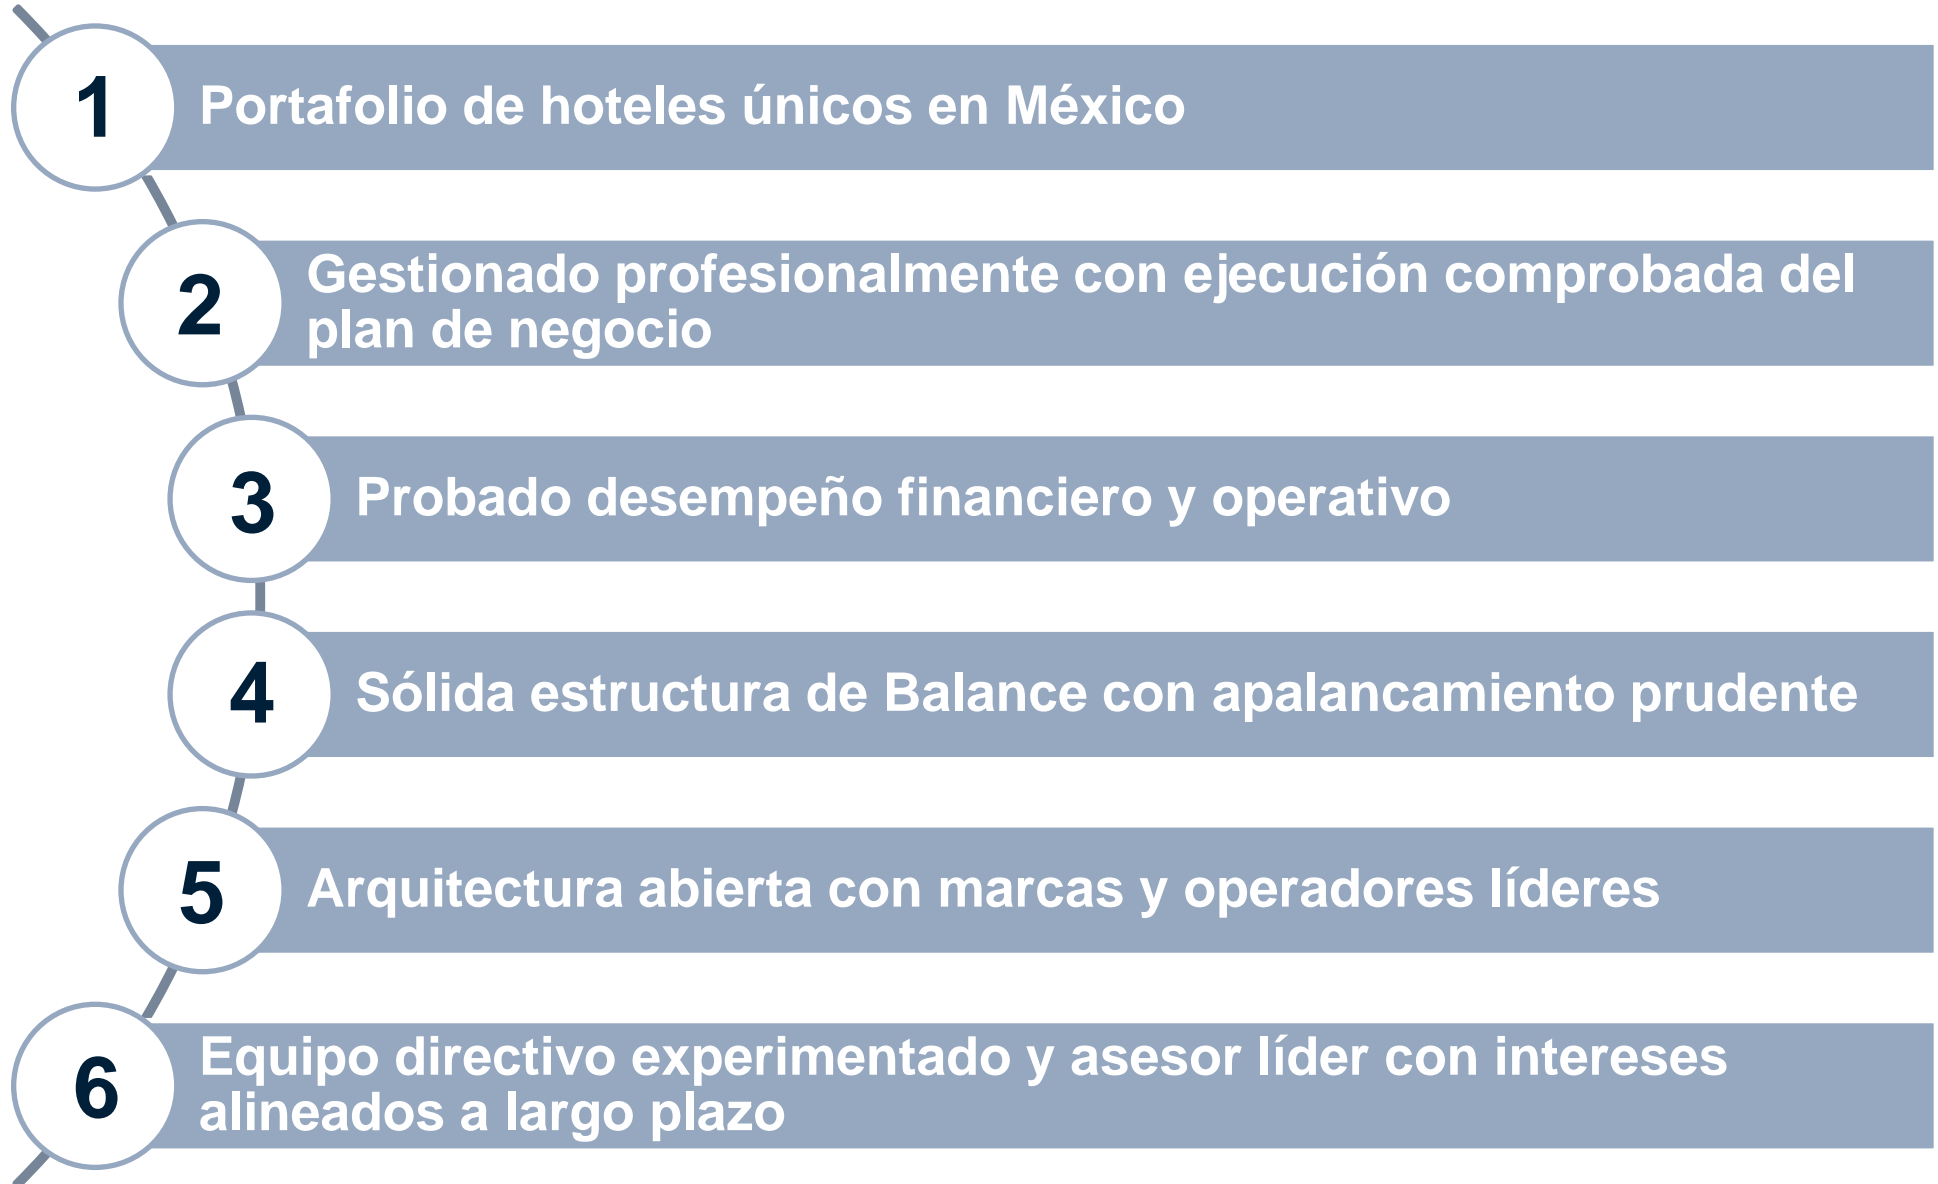 1
Portafolio de hoteles únicos en México
2
Gestionado profesionalmente con ejecución comprobada del
plan de negocio
3
Probado desempeño financiero y operativo
4
Sólida estructura de Balance con apalancamiento prudente
5
Arquitectura abierta con marcas y operadores líderes
6
Equipo directivo experimentado y asesor líder con intereses
alineados a largo plazo